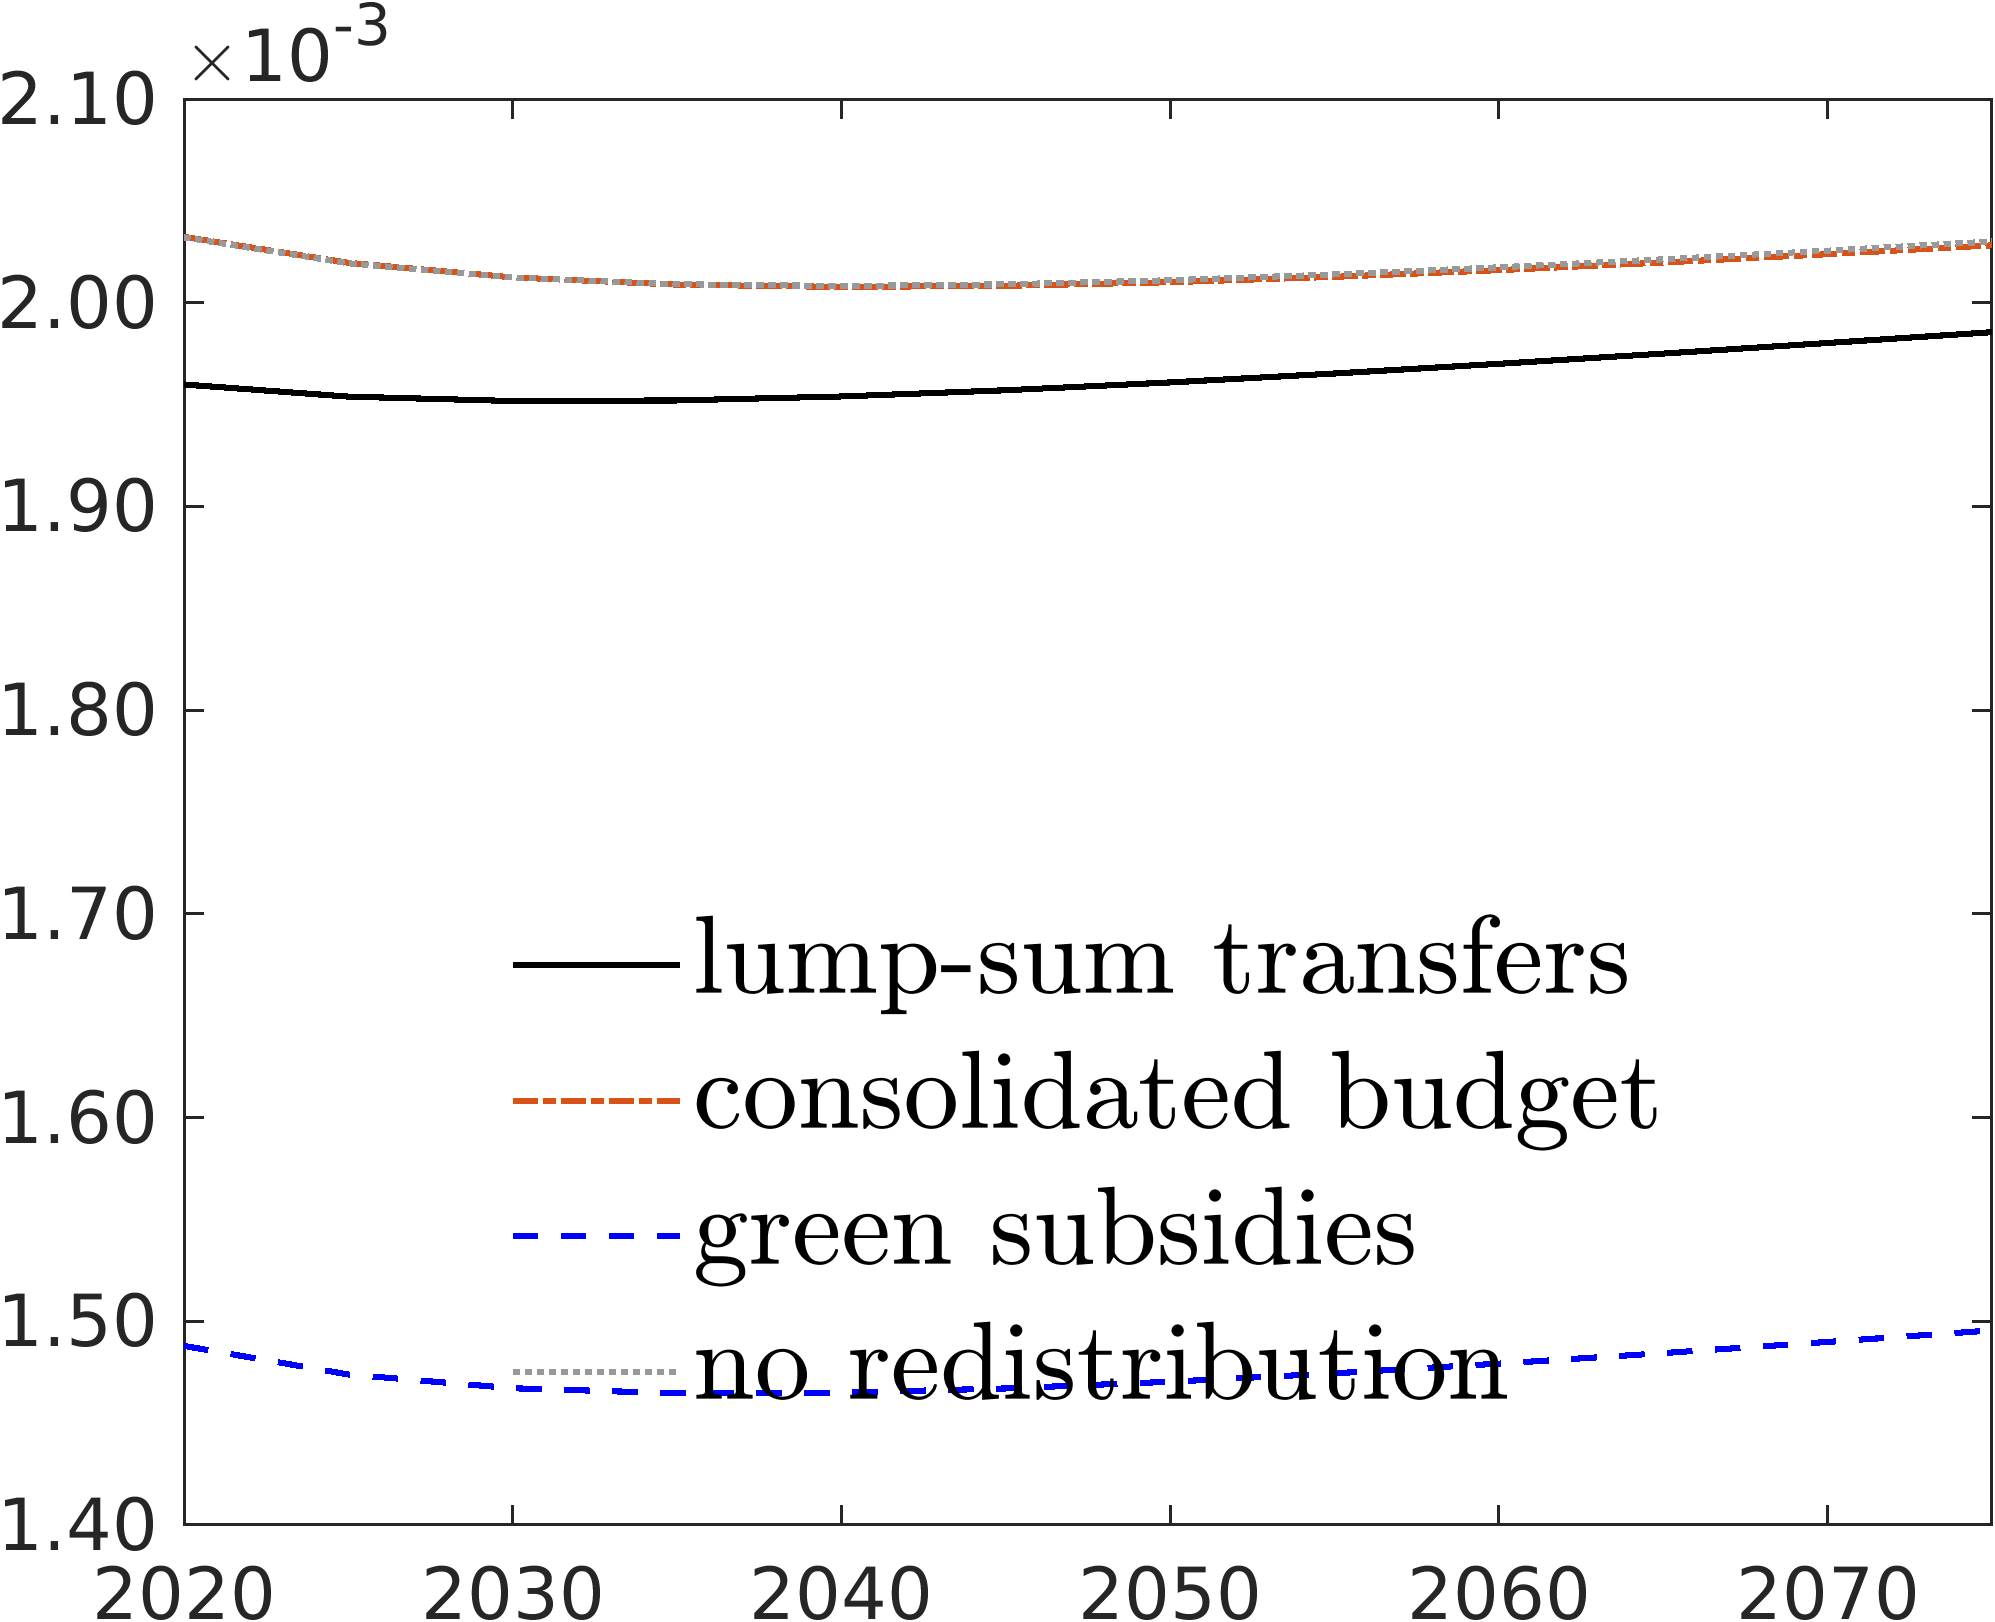 ×10-3
2.10
2.00
1.90
1.80
1.70
1.60
1.50
1.40
lump-sum transfers
consolidated budget
green subsidies
no redistribution
2020 2030 2040 2050 2060 2070